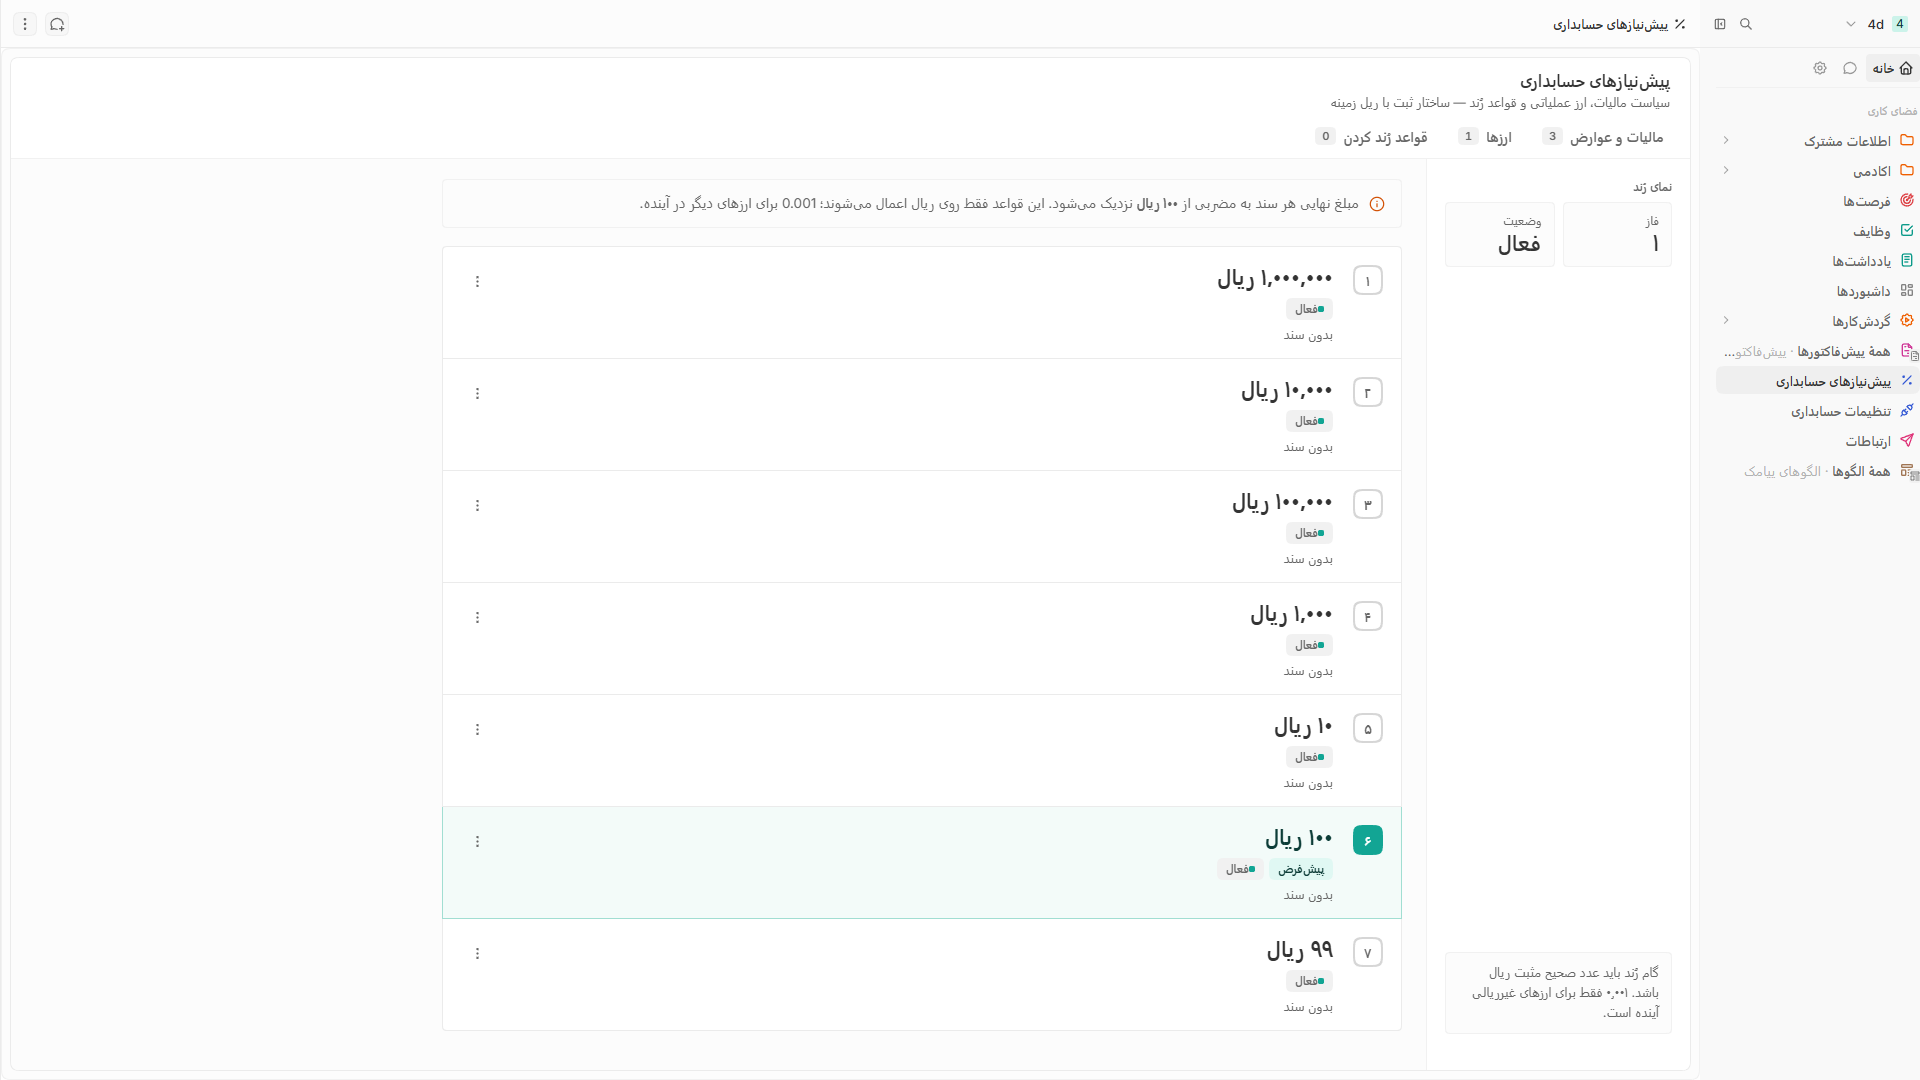 4 4d
پیش‌نیازهای حسابداری
خانه
فضای کاری
اطلاعات مشترک
اکادمی
فرصت‌ها
وظایف
یادداشت‌ها
داشبوردها
گردش‌کارها
همهٔ پیش‌فاکتورها · پیش‌فاکتو...
پیش‌نیازهای حسابداری
تنظیمات حسابداری
ارتباطات
همهٔ الگوها · الگوهای پیامک
پیش‌نیازهای حسابداری
سیاست مالیات، ارز عملیاتی و قواعد رُند — ساختار ثبت با ریل زمینه
مالیات و عوارض 3 ارزها 1 قواعد رُند کردن 0
نمای رُند
فاز
۱
وضعیت
فعال
گام رُند باید عدد صحیح مثبت ریال
باشد. ۰٫۰۰۱ فقط برای ارزهای غیرریالی
آینده است.
مبلغ نهایی هر سند به مضربی از ۱۰۰ ریال نزدیک می‌شود. این قواعد فقط روی ریال اعمال می‌شوند؛ 0.001 برای ارزهای دیگر در آینده.
۱
۱,۰۰۰,۰۰۰ ریال
فعال
بدون سند
۲
۱۰,۰۰۰ ریال
فعال
بدون سند
۳
۱۰۰,۰۰۰ ریال
فعال
بدون سند
۴
۱,۰۰۰ ریال
فعال
بدون سند
۵
۱۰ ریال
فعال
بدون سند
۶
۱۰۰ ریال
پیش‌فرض فعال
بدون سند
۷
۹۹ ریال
فعال
بدون سند